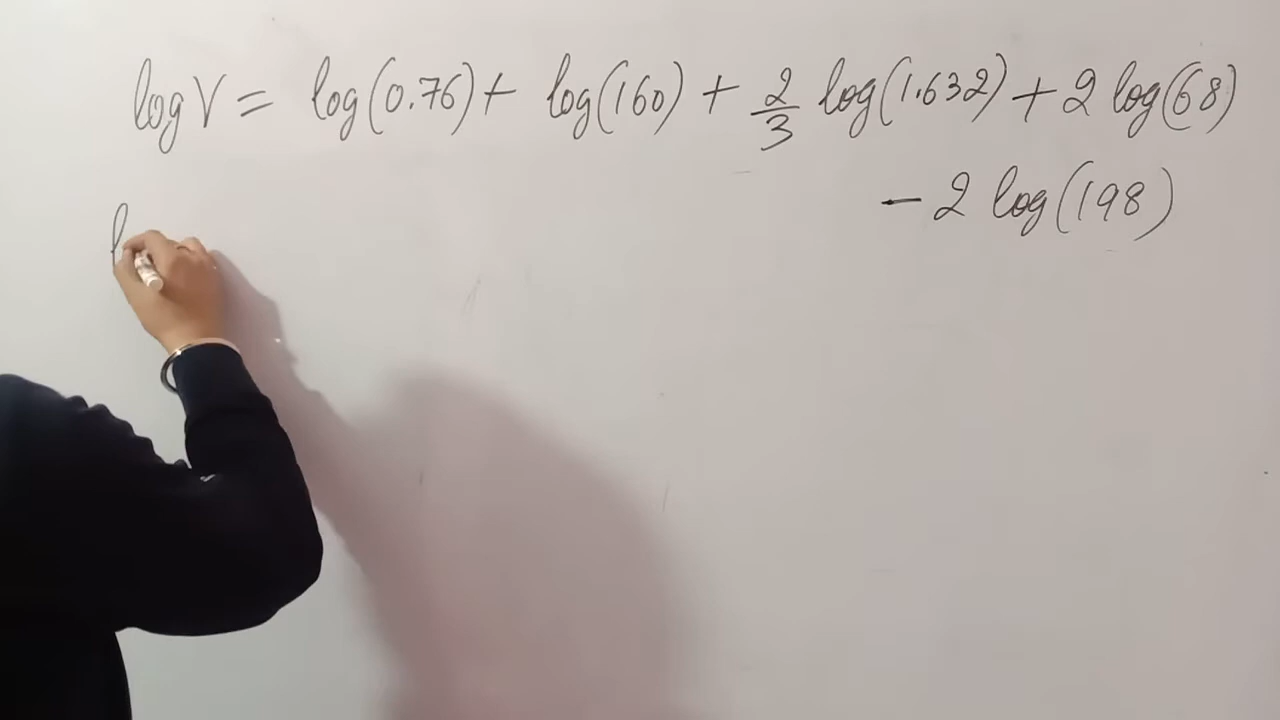 log V = log(0.76) + log(160) + 2/3 log(1.632) + 2 log(68)
- 2 log(198)
l